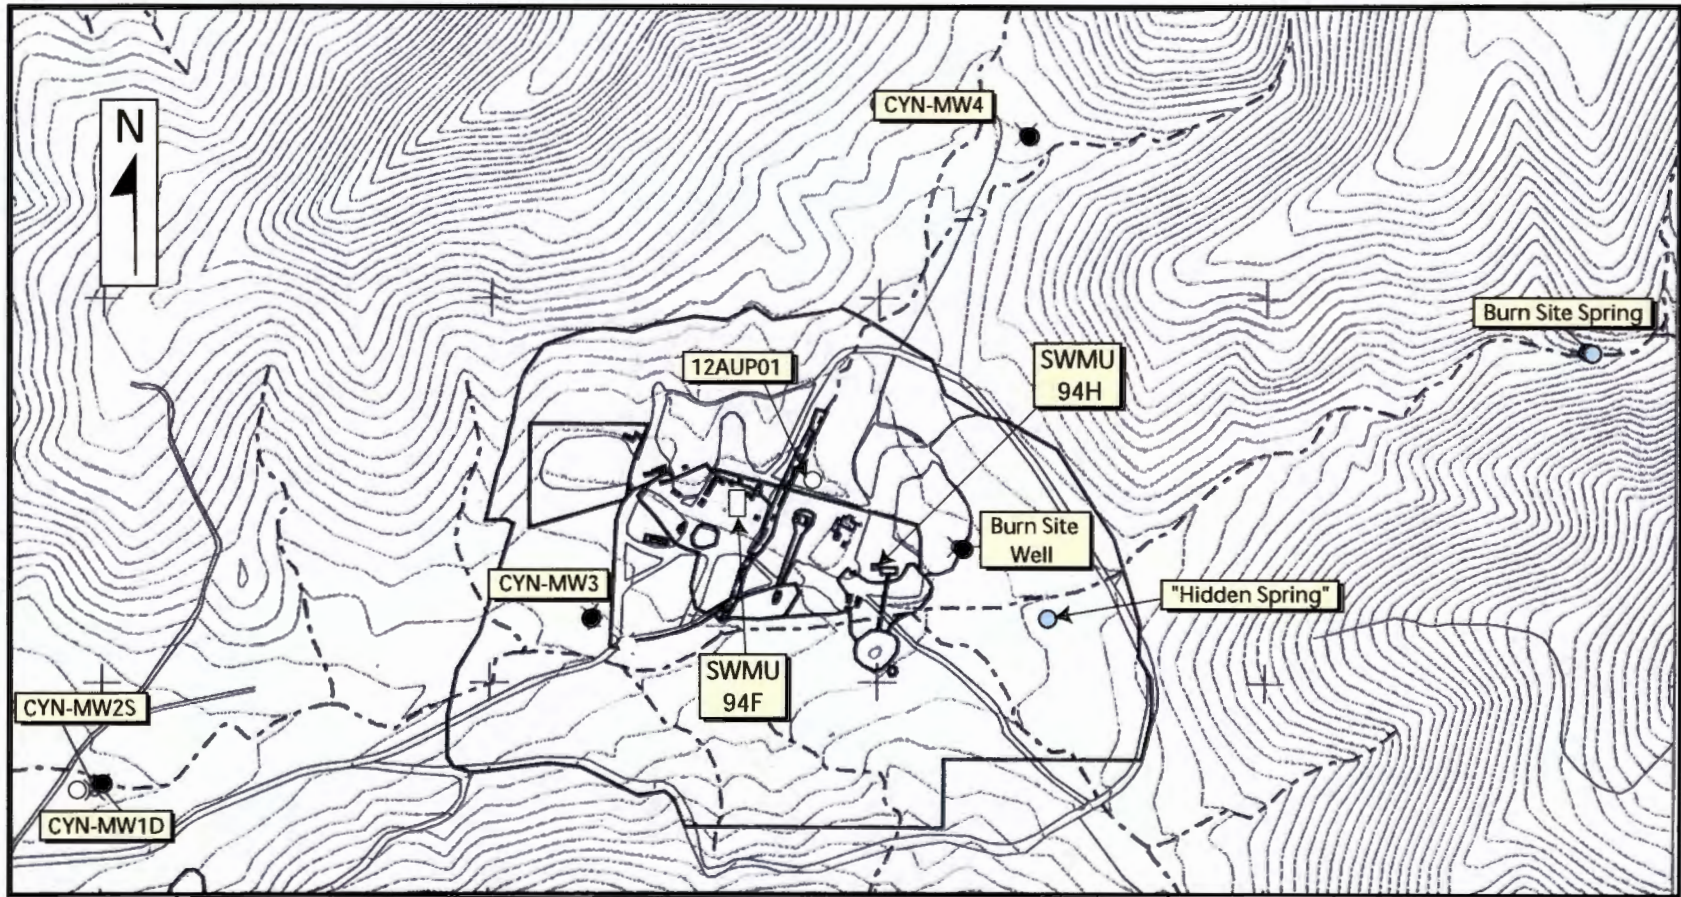 CYN-MW4
N
Burn Site Spring
12AUP01
SWMU
94H
Burn Site
Well
CYN-MW3
"Hidden Spring"
SWMU
94F
CYN-MW2S
CYN-MW1D